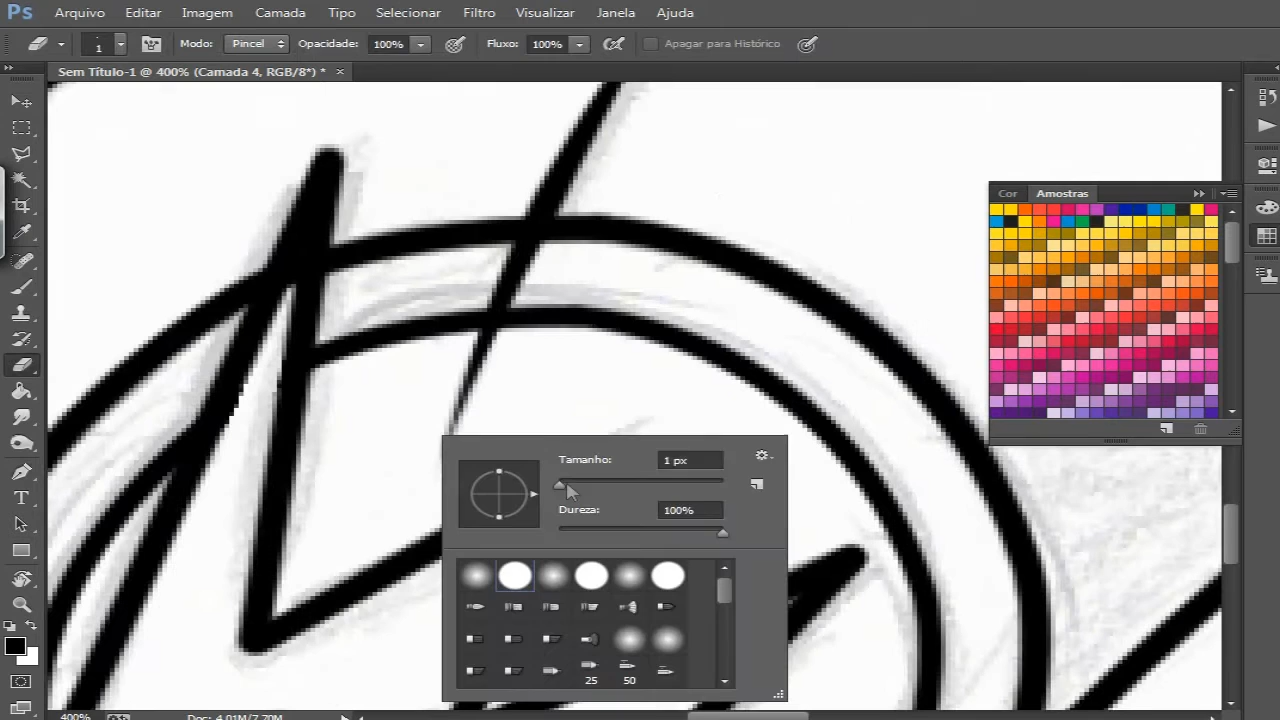 Ps Arquivo Editar Imagem Camada Tipo Selecionar Filtro Visualizar Janela Ajuda
1 Modo: Pincel Opacidade: 100% Fluxo: 100% Apagar para Histórico
Sem Título-1 @ 400% (Camada 4, RGB/8*) * ×
Cor Amostras
Tamanho: 1 px
Dureza: 100%
25 50
400% Doc: 4.01M/7.70M